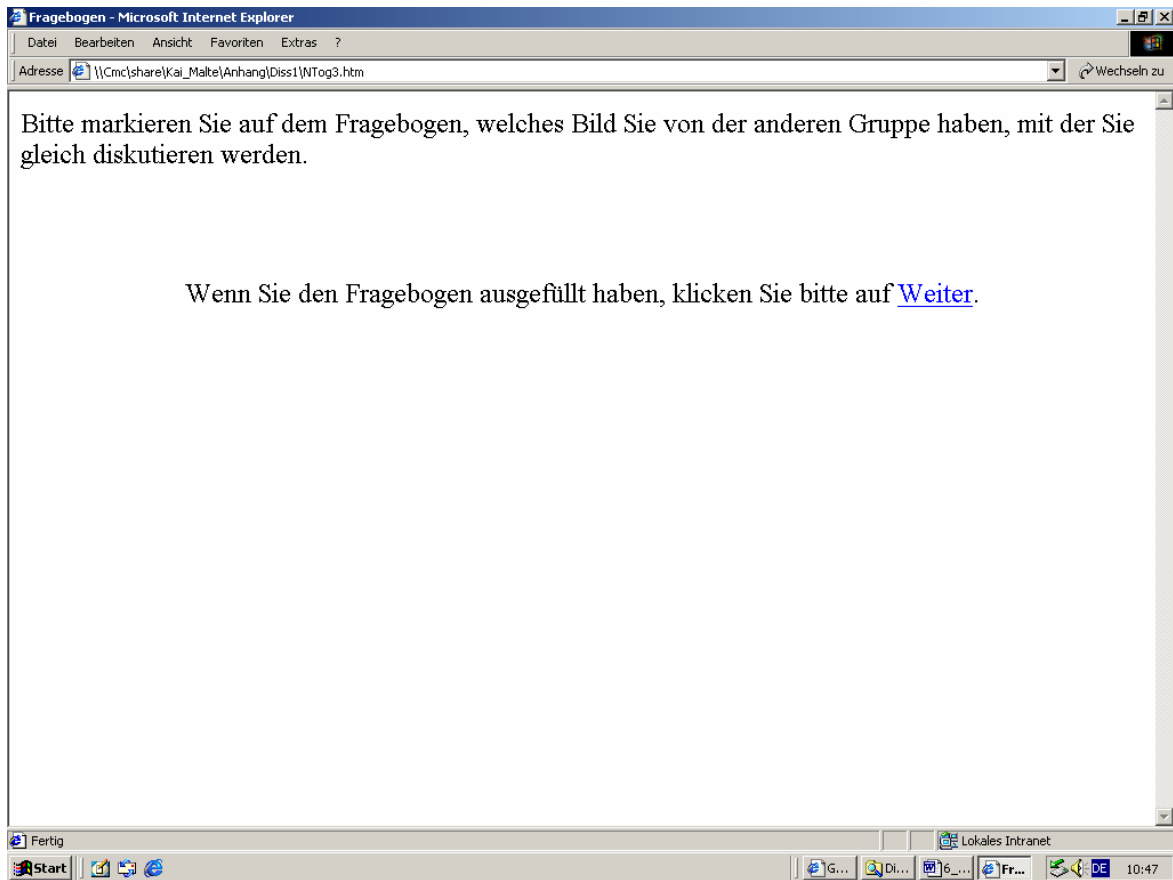 Fragebogen - Microsoft Internet Explorer
Datei Bearbeiten Ansicht Favoriten Extras ?
Adresse \\Cmc\share\Kai_Malte\Anhang\Diss1\NTog3.htm Wechseln zu
Bitte markieren Sie auf dem Fragebogen, welches Bild Sie von der anderen Gruppe haben, mit der Sie
gleich diskutieren werden.
Wenn Sie den Fragebogen ausgefüllt haben, klicken Sie bitte auf Weiter.
Fertig Lokales Intranet
Start G... Di... 6_... Fr... DE 10:47